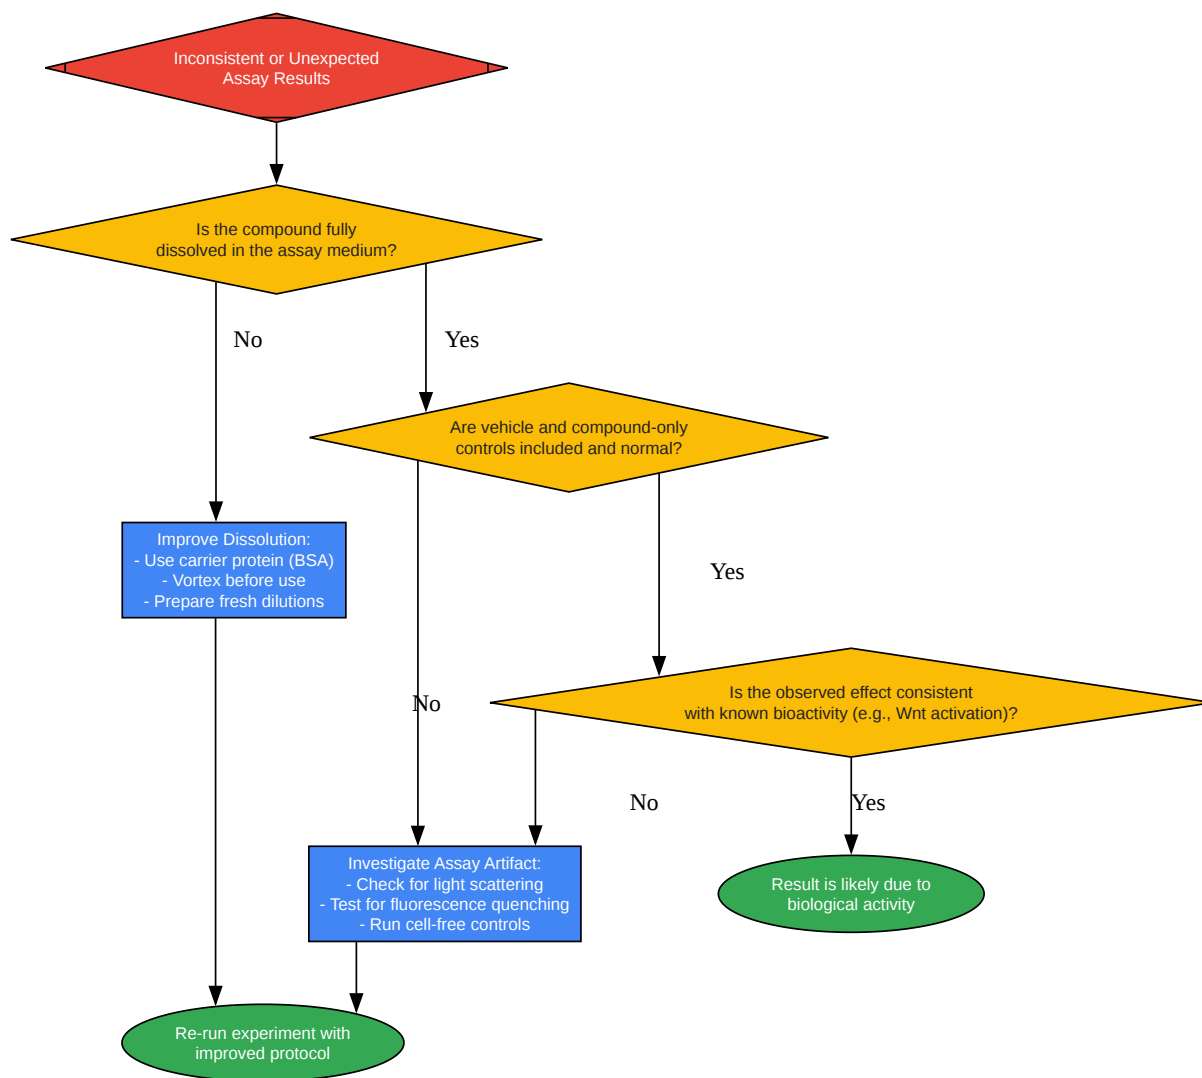 Inconsistent or Unexpected
Assay Results
Is the compound fully
dissolved in the assay medium?
No
Yes
Are vehicle and compound-only
controls included and normal?
Improve Dissolution:
- Use carrier protein (BSA)
- Vortex before use
- Prepare fresh dilutions
Yes
No
Is the observed effect consistent
with known bioactivity (e.g., Wnt activation)?
No
Yes
Investigate Assay Artifact:
- Check for light scattering
- Test for fluorescence quenching
- Run cell-free controls
Result is likely due to
biological activity
Re-run experiment with
improved protocol